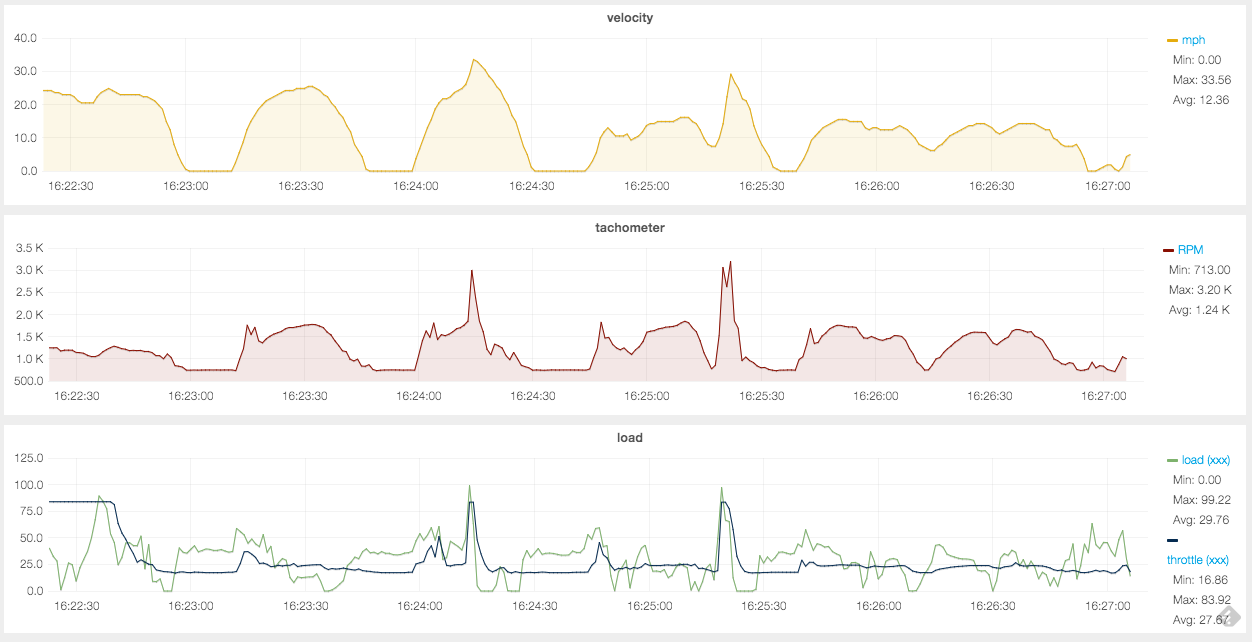 velocity
40.0
30.0
20.0
10.0
0.0
16:22:30 16:23:00 16:23:30 16:24:00 16:24:30 16:25:00 16:25:30 16:26:00 16:26:30 16:27:00
mph
Min: 0.00
Max: 33.56
Avg: 12.36
tachometer
3.5 K
3.0 K
2.5 K
2.0 K
1.5 K
1.0 K
500.0
16:22:30 16:23:00 16:23:30 16:24:00 16:24:30 16:25:00 16:25:30 16:26:00 16:26:30 16:27:00
RPM
Min: 713.00
Max: 3.20 K
Avg: 1.24 K
load
125.0
100.0
75.0
50.0
25.0
0.0
16:22:30 16:23:00 16:23:30 16:24:00 16:24:30 16:25:00 16:25:30 16:26:00 16:26:30 16:27:00
load (xxx)
Min: 0.00
Max: 99.22
Avg: 29.76
throttle (xxx)
Min: 16.86
Max: 83.92
Avg: 27.67